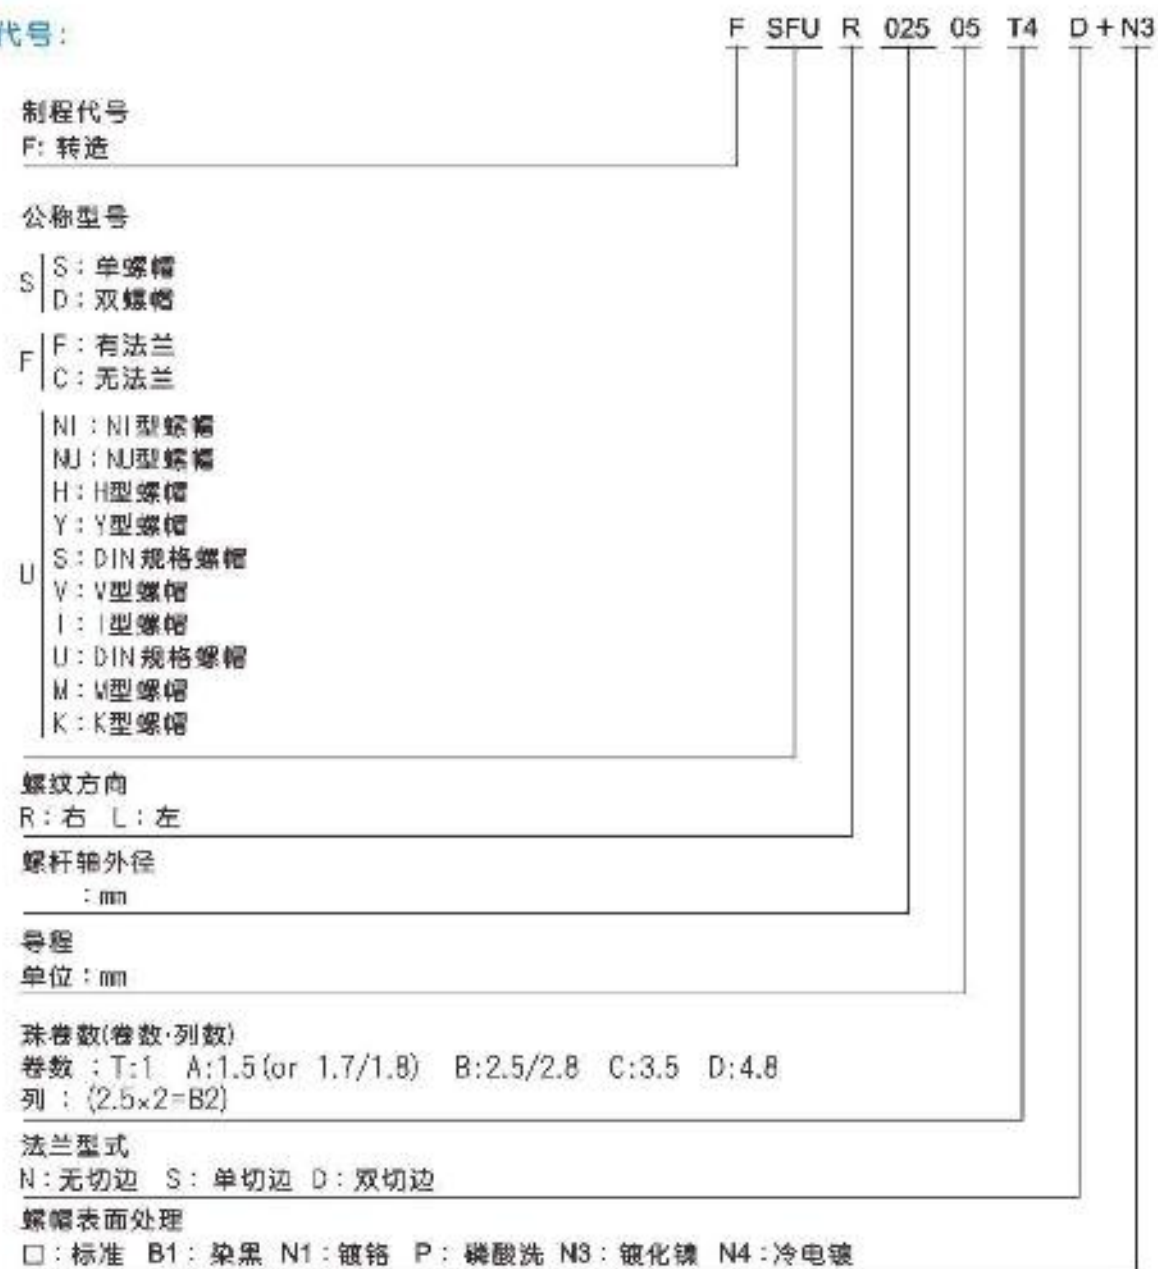 代号:
F SFU R 025 05 T4 D + N3
制程代号
F: 转造
公称型号
S
S：单螺帽
D：双螺帽
F
F：有法兰
C：无法兰
U
NI：NI型螺帽
NU：NU型螺帽
H：H型螺帽
Y：Y型螺帽
S：DIN规格螺帽
V：V型螺帽
I：I型螺帽
U：DIN规格螺帽
M：M型螺帽
K：K型螺帽
螺纹方向
R：右 L：左
螺杆轴外径
：mm
导程
单位：mm
珠卷数(卷数·列数)
卷数：T:1 A:1.5(or 1.7/1.8) B:2.5/2.8 C:3.5 D:4.8
列：(2.5×2=B2)
法兰型式
N：无切边 S：单切边 D：双切边
螺帽表面处理
□：标准 B1：染黑 N1：镀铬 P：磷酸洗 N3：镀化镍 N4：冷电镀